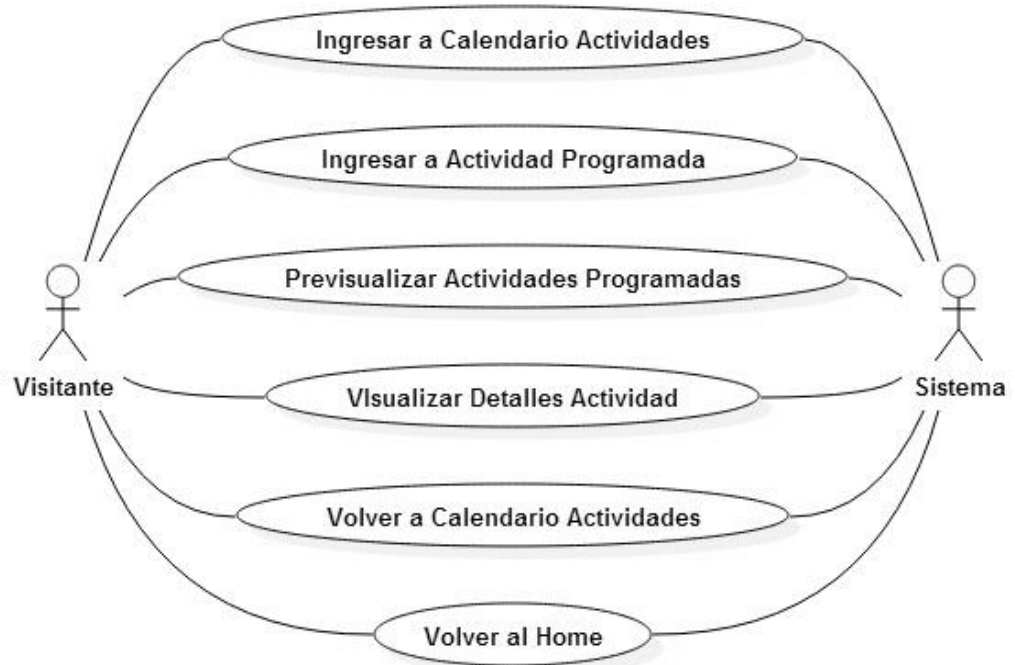 Ingresar a Calendario Actividades
Ingresar a Actividad Programada
Previsualizar Actividades Programadas
Visitante
Sistema
VIsualizar Detalles Actividad
Volver a Calendario Actividades
Volver al Home